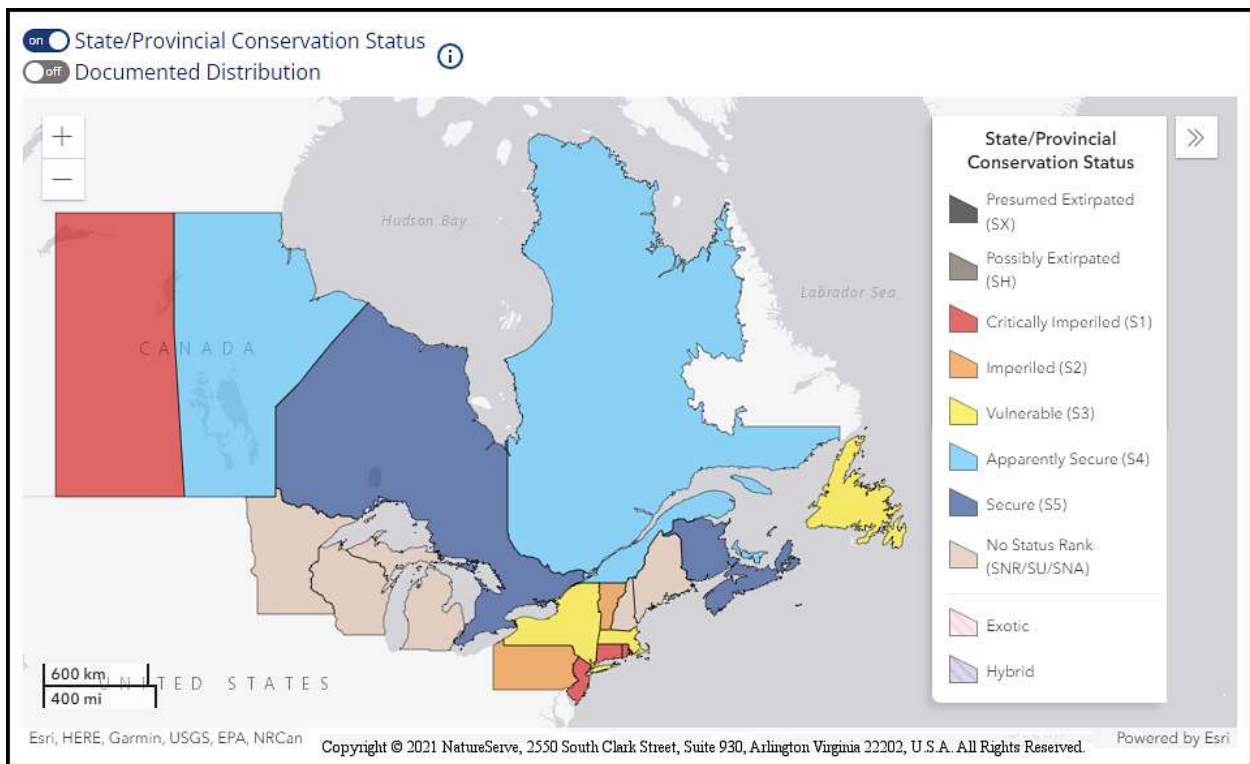 on State/Provincial Conservation Status
off Documented Distribution
i
+
−
Hudson Bay
Labrador Sea
CANADA
UNITED STATES
600 km
400 mi
State/Provincial
Conservation Status
Presumed Extirpated
(SX)
Possibly Extirpated
(SH)
Critically Imperiled (S1)
Imperiled (S2)
Vulnerable (S3)
Apparently Secure (S4)
Secure (S5)
No Status Rank
(SNR/SU/SNA)
Exotic
Hybrid
Esri, HERE, Garmin, USGS, EPA, NRCan
Copyright © 2021 NatureServe, 2550 South Clark Street, Suite 930, Arlington Virginia 22202, U.S.A. All Rights Reserved.
Powered by Esri